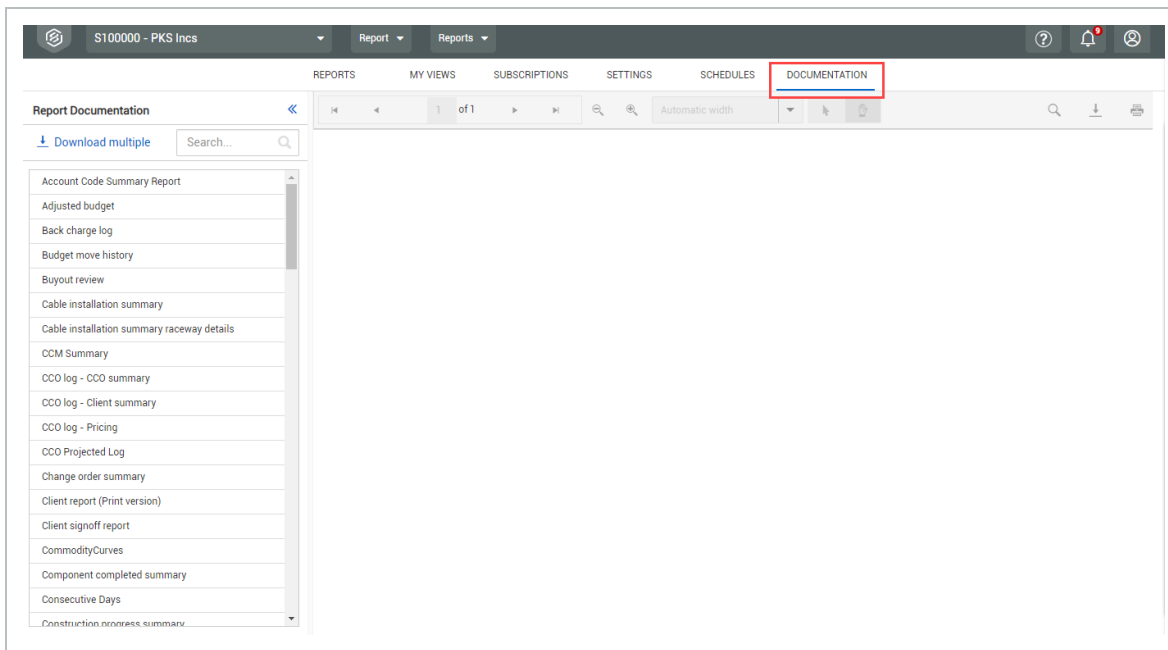 S100000 - PKS Incs Report Reports 9
REPORTS MY VIEWS SUBSCRIPTIONS SETTINGS SCHEDULES DOCUMENTATION
Report Documentation 1 of 1 Automatic width
Download multiple Search...
Account Code Summary Report
Adjusted budget
Back charge log
Budget move history
Buyout review
Cable installation summary
Cable installation summary raceway details
CCM Summary
CCO log - CCO summary
CCO log - Client summary
CCO log - Pricing
CCO Projected Log
Change order summary
Client report (Print version)
Client signoff report
CommodityCurves
Component completed summary
Consecutive Days
Construction progress summary